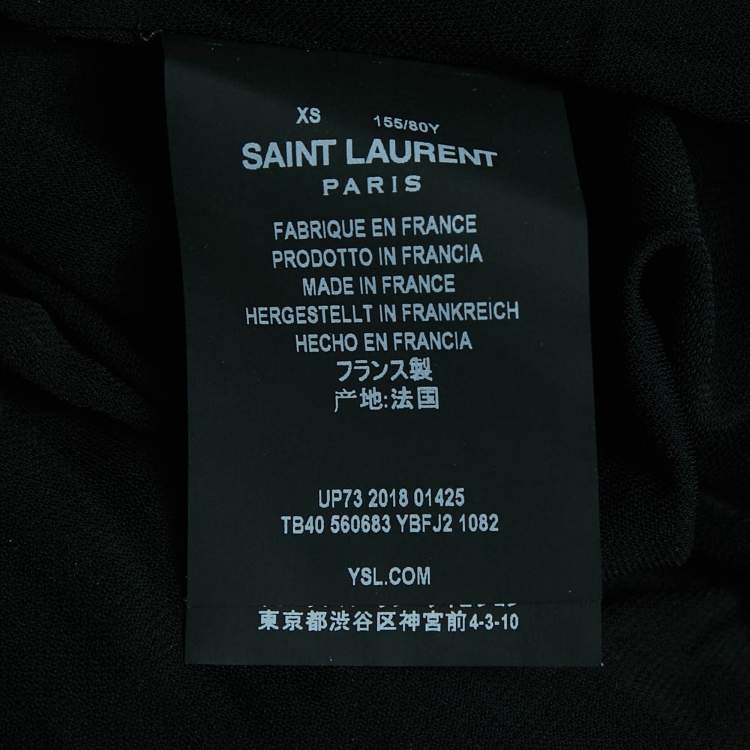 XS 155/80Y
SAINT LAURENT
PARIS
FABRIQUE EN FRANCE
PRODOTTO IN FRANCIA
MADE IN FRANCE
HERGESTELLT IN FRANKREICH
HECHO EN FRANCIA
フランス製
产地:法国
UP73 2018 01425
TB40 560683 YBFJ2 1082
YSL.COM
東京都渋谷区神宮前4-3-10